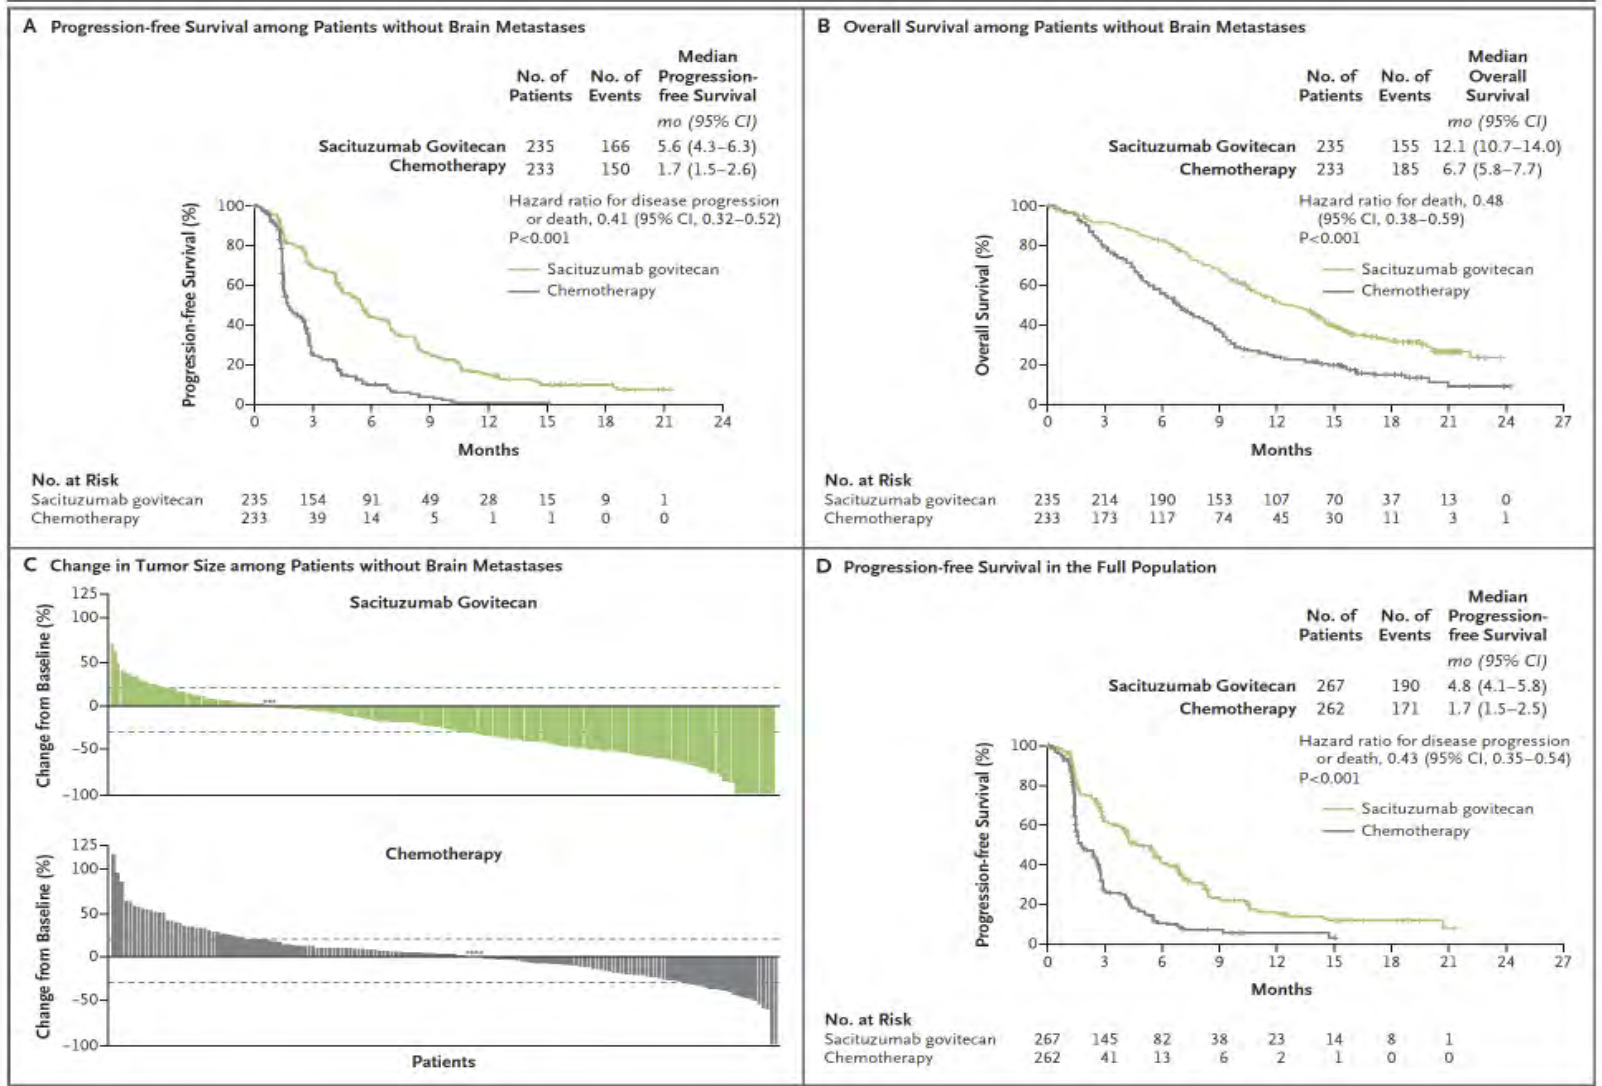 A Progression-free Survival among Patients without Brain Metastases
No. of Patients No. of Events Median Progression-free Survival
mo (95% CI)
Sacituzumab Govitecan 235 166 5.6 (4.3–6.3)
Chemotherapy 233 150 1.7 (1.5–2.6)
Hazard ratio for disease progression
or death, 0.41 (95% CI, 0.32–0.52)
P<0.001
Sacituzumab govitecan
Chemotherapy
Progression-free Survival (%)
100
80
60
40
20
0
0 3 6 9 12 15 18 21 24
Months
No. at Risk
Sacituzumab govitecan 235 154 91 49 28 15 9 1
Chemotherapy 233 39 14 5 1 1 0 0
B Overall Survival among Patients without Brain Metastases
No. of Patients No. of Events Median Overall Survival
mo (95% CI)
Sacituzumab Govitecan 235 155 12.1 (10.7–14.0)
Chemotherapy 233 185 6.7 (5.8–7.7)
Hazard ratio for death, 0.48
(95% CI, 0.38–0.59)
P<0.001
Sacituzumab govitecan
Chemotherapy
Overall Survival (%)
100
80
60
40
20
0
0 3 6 9 12 15 18 21 24 27
Months
No. at Risk
Sacituzumab govitecan 235 214 190 153 107 70 37 13 0
Chemotherapy 233 173 117 74 45 30 11 3 1
C Change in Tumor Size among Patients without Brain Metastases
Sacituzumab Govitecan
Change from Baseline (%)
125
100
50
0
–50
–100
Chemotherapy
Change from Baseline (%)
125
100
50
0
–50
–100
Patients
D Progression-free Survival in the Full Population
No. of Patients No. of Events Median Progression-free Survival
mo (95% CI)
Sacituzumab Govitecan 267 190 4.8 (4.1–5.8)
Chemotherapy 262 171 1.7 (1.5–2.5)
Hazard ratio for disease progression
or death, 0.43 (95% CI, 0.35–0.54)
P<0.001
Sacituzumab govitecan
Chemotherapy
Progression-free Survival (%)
100
80
60
40
20
0
0 3 6 9 12 15 18 21 24 27
Months
No. at Risk
Sacituzumab govitecan 267 145 82 38 23 14 8 1
Chemotherapy 262 41 13 6 2 1 0 0